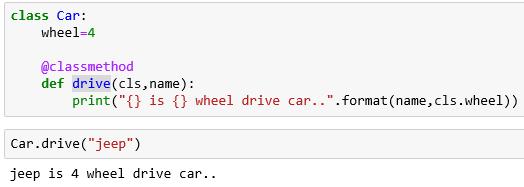 class Car:
    wheel=4

    @classmethod
    def drive(cls,name):
        print("{} is {} wheel drive car..".format(name,cls.wheel))
Car.drive("jeep")
jeep is 4 wheel drive car..